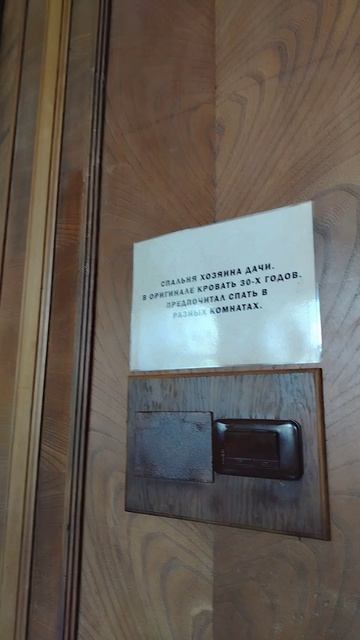 СПАЛЬНЯ ХОЗЯИНА ДАЧИ.
В ОРИГИНАЛЕ КРОВАТЬ 30-Х ГОДОВ.
ПРЕДПОЧИТАЛ СПАТЬ В
РАЗНЫХ КОМНАТАХ.